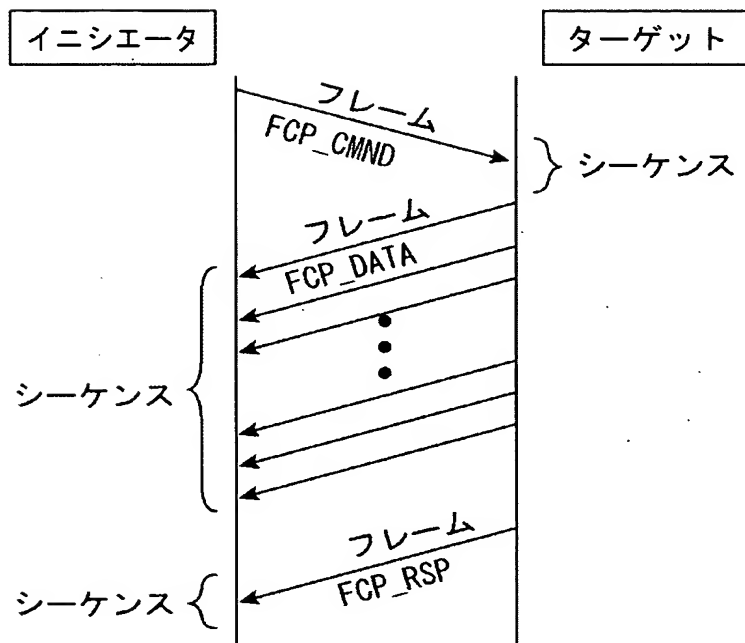 イニシエータ
ターゲット
フレーム
FCP_CMND
シーケンス
フレーム
FCP_DATA
シーケンス
フレーム
FCP_RSP
シーケンス